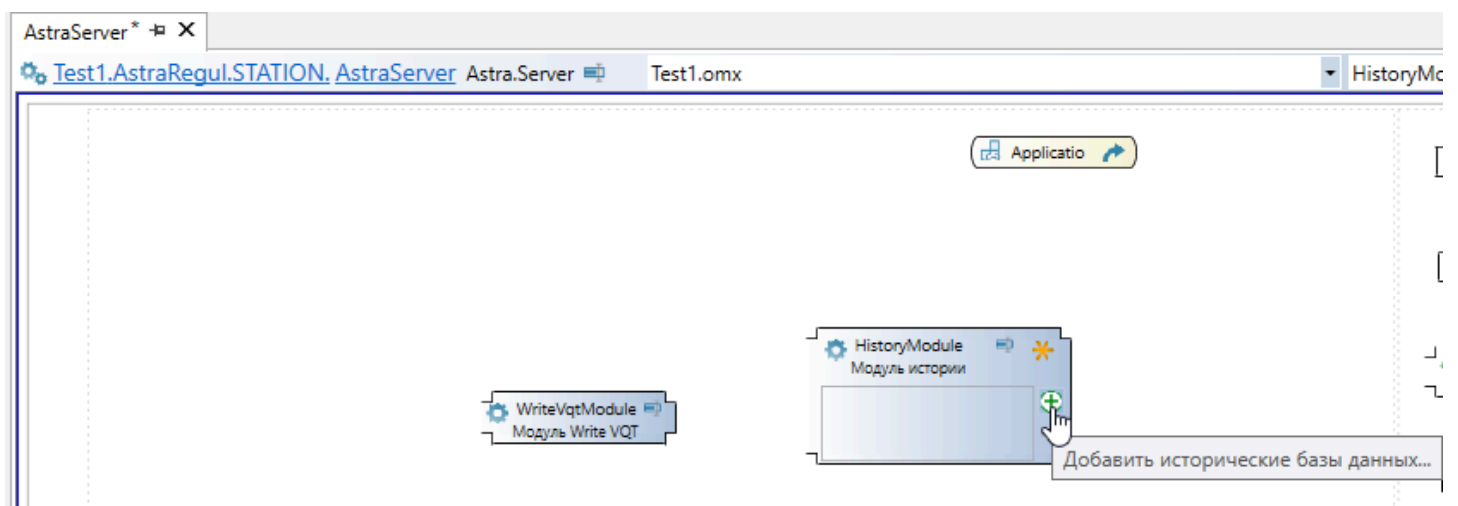 AstraServer*
Test1.AstraRegul.STATION. AstraServer Astra.Server Test1.omx HistoryMo
Applicatio
HistoryModule
Модуль истории
WriteVqtModule
Модуль Write VQT
Добавить исторические базы данных...